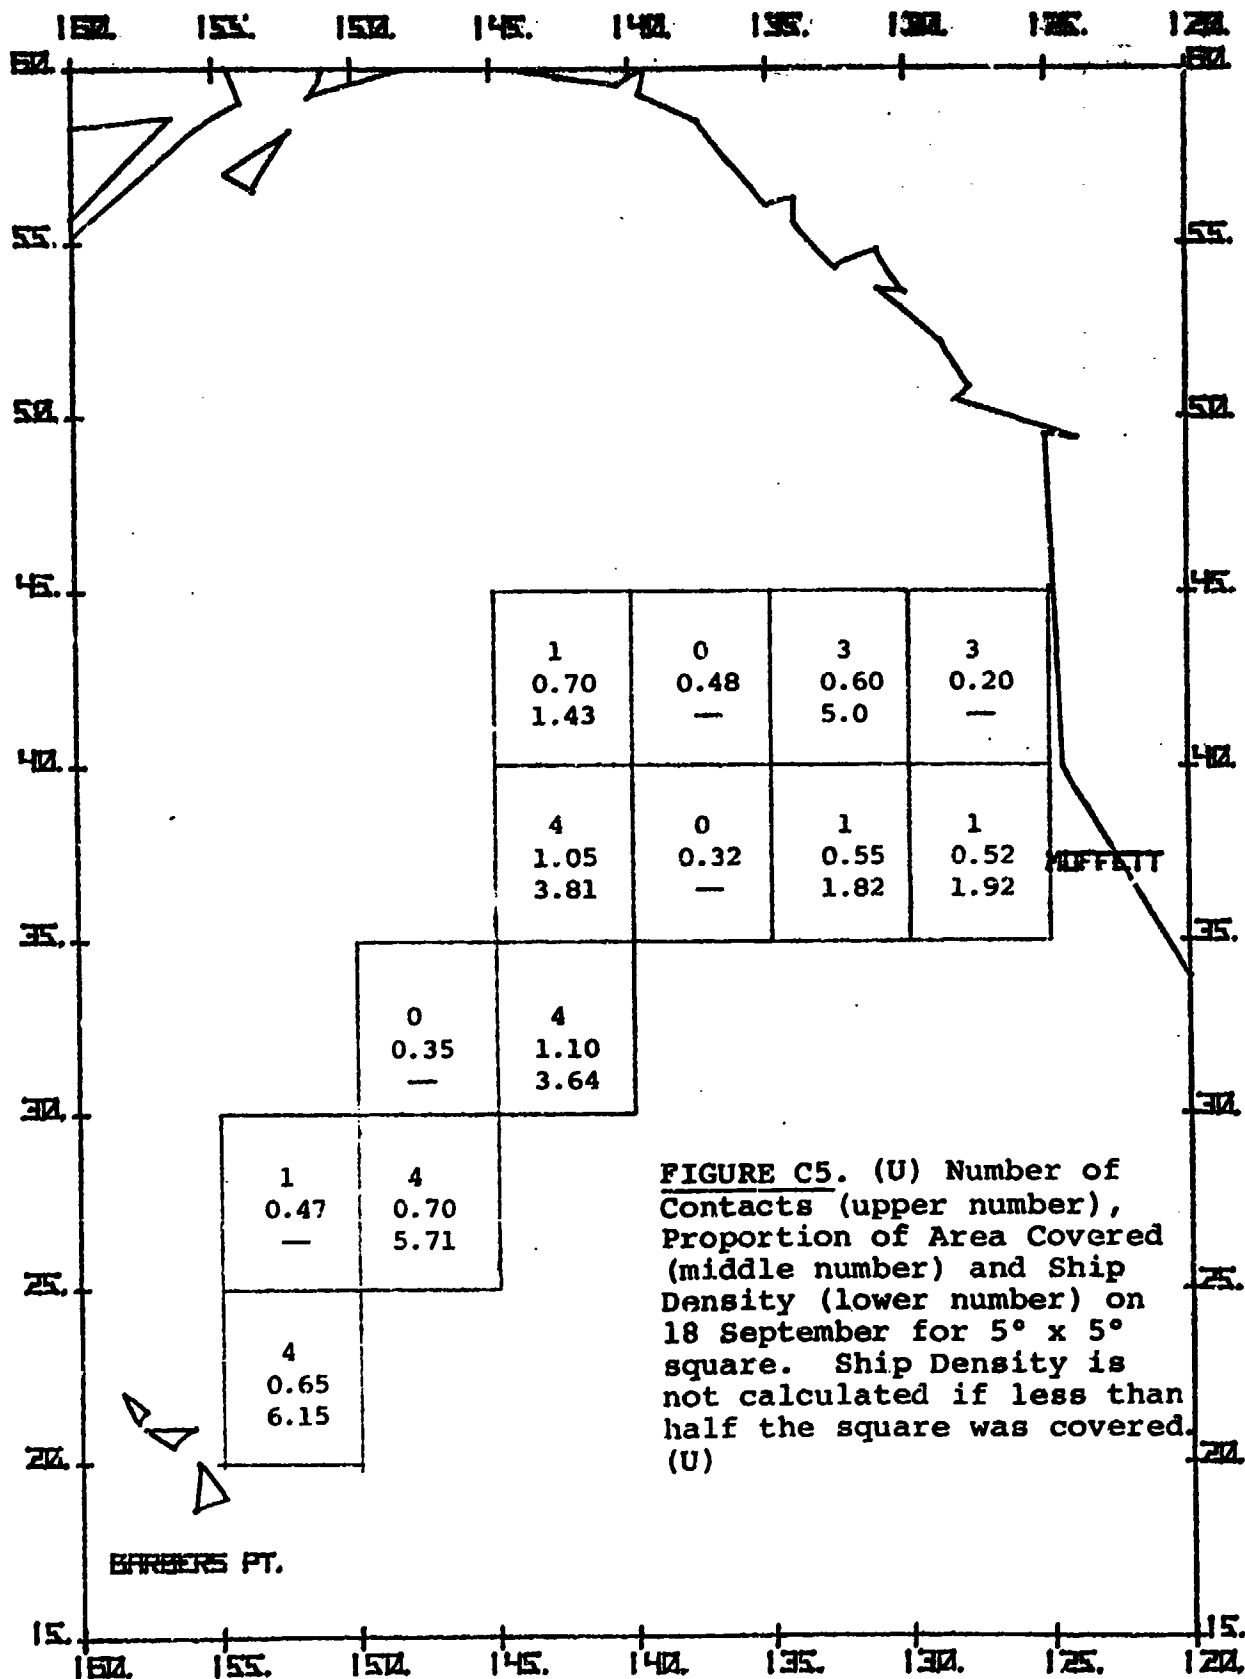 160. 155. 150. 145. 140. 135. 130. 125. 120.
60. 60.
55. 55.
50. 50.
45. 45.
1 0 3 3
0.70 0.48 0.60 0.20
1.43 — 5.0 —
40. 40.
4 0 1 1
1.05 0.32 0.55 0.52 MOFFETT
3.81 — 1.82 1.92
35. 35.
0 4
0.35 1.10
— 3.64
30. 30.
1 4
0.47 0.70
— 5.71
FIGURE C5. (U) Number of
Contacts (upper number),
Proportion of Area Covered
(middle number) and Ship
Density (lower number) on
18 September for 5° x 5°
square. Ship Density is
not calculated if less than
half the square was covered.
(U)
25. 25.
4
0.65
6.15
20. 20.
BARBERS PT.
15. 15.
160. 155. 150. 145. 140. 135. 130. 125. 120.